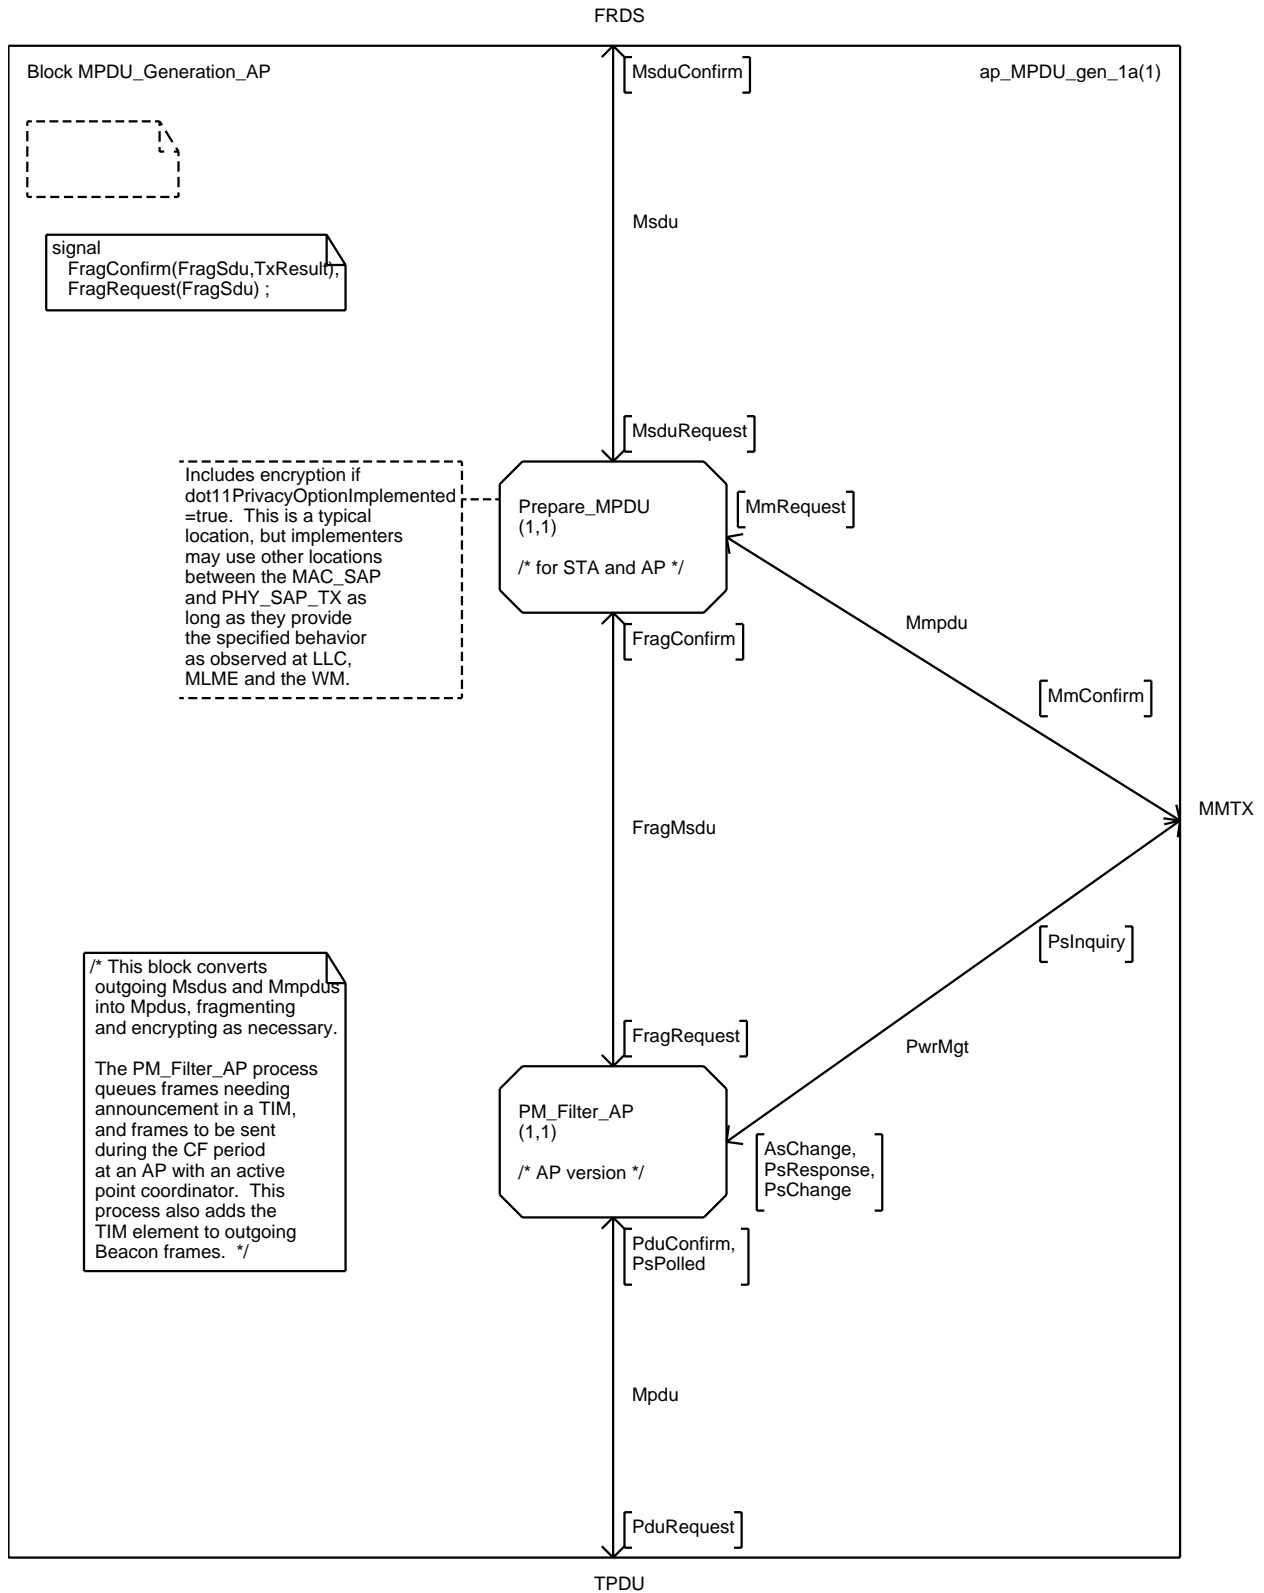 FRDS
Block MPDU_Generation_AP
[MsduConfirm]
ap_MPDU_gen_1a(1)
Msdu
signal
FragConfirm(FragSdu,TxResult),
FragRequest(FragSdu) ;
[MsduRequest]
Includes encryption if
dot11PrivacyOptionImplemented
=true.  This is a typical
location, but implementers
may use other locations
between the MAC_SAP
and PHY_SAP_TX as
long as they provide
the specified behavior
as observed at LLC,
MLME and the WM.
Prepare_MPDU
(1,1)
/* for STA and AP */
[MmRequest]
Mmpdu
[FragConfirm]
[MmConfirm]
MMTX
FragMsdu
[PsInquiry]
/* This block converts
outgoing Msdus and Mmpdus
into Mpdus, fragmenting
and encrypting as necessary.
The PM_Filter_AP process
queues frames needing
announcement in a TIM,
and frames to be sent
during the CF period
at an AP with an active
point coordinator.  This
process also adds the
TIM element to outgoing
Beacon frames.  */
[FragRequest]
PwrMgt
PM_Filter_AP
(1,1)
/* AP version */
[AsChange,
PsResponse,
PsChange]
[PduConfirm,
PsPolled]
Mpdu
[PduRequest]
TPDU